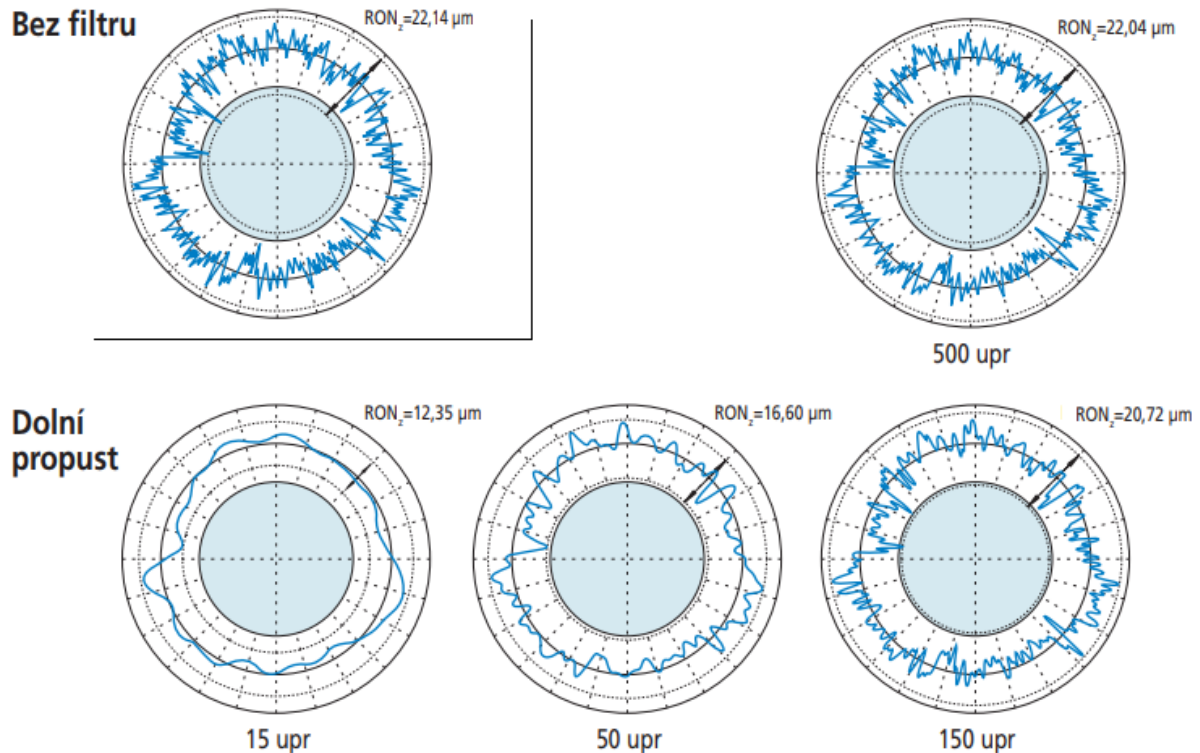 Bez filtru
RONz=22,14 µm
RONz=22,04 µm
500 upr
Dolní
propust
RONz=12,35 µm
RONz=16,60 µm
RONz=20,72 µm
15 upr
50 upr
150 upr